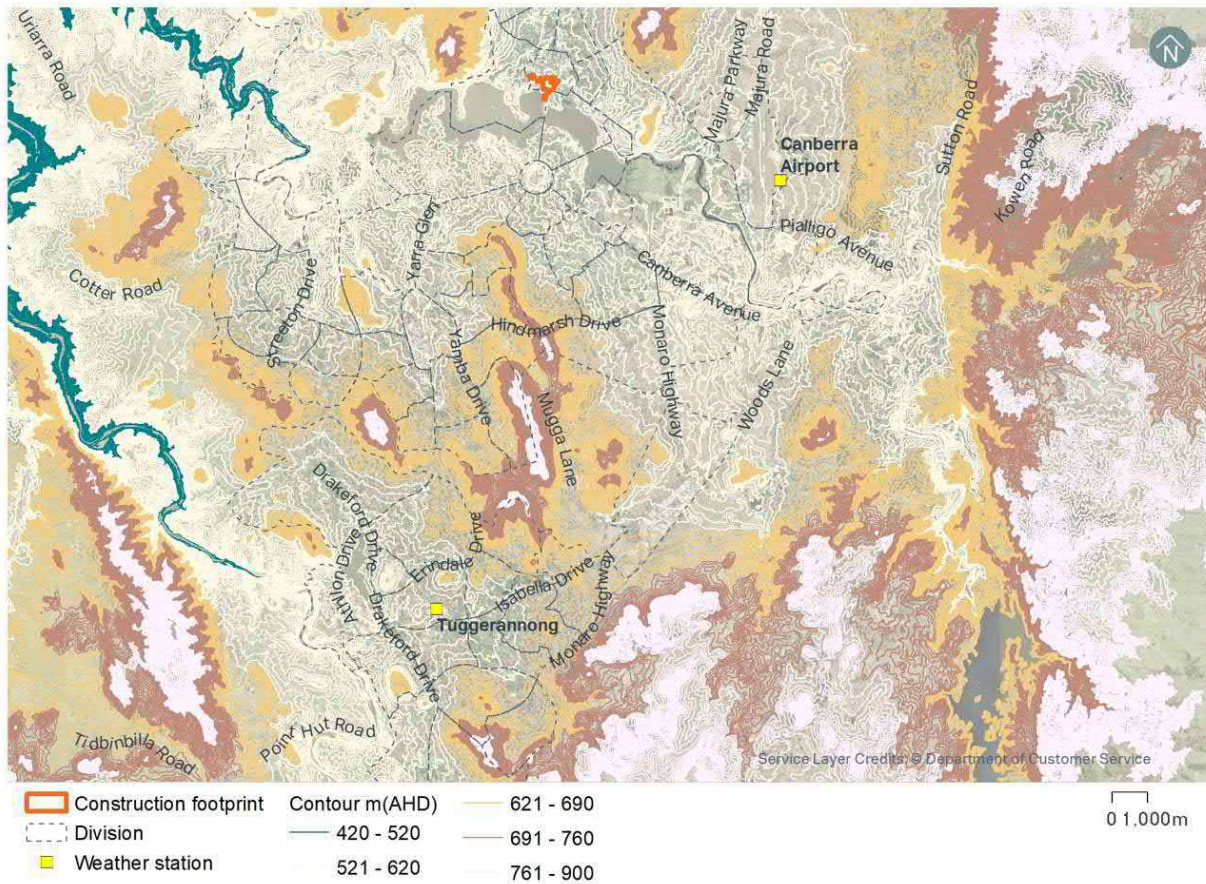 Uriarra Road
Majura Parkway
Majura Road
N
Canberra
Airport
Sutton Road
Kowen Road
Pialligo Avenue
Yarra Glen
Canberra Avenue
Cotter Road
Streeton Drive
Hindmarsh Drive
Yamba Drive
Monaro Highway
Woods Lane
Mugga Lane
Drakeford Drive
Athllon Drive
Erindale Drive
Isabella Drive
Tuggerannong
Drakeford Drive
Monaro Highway
Point Hut Road
Tidbinbilla Road
Service Layer Credits: © Department of Customer Service
Construction footprint
Division
Weather station
Contour m(AHD)
420 - 520
521 - 620
621 - 690
691 - 760
761 - 900
0 1,000m